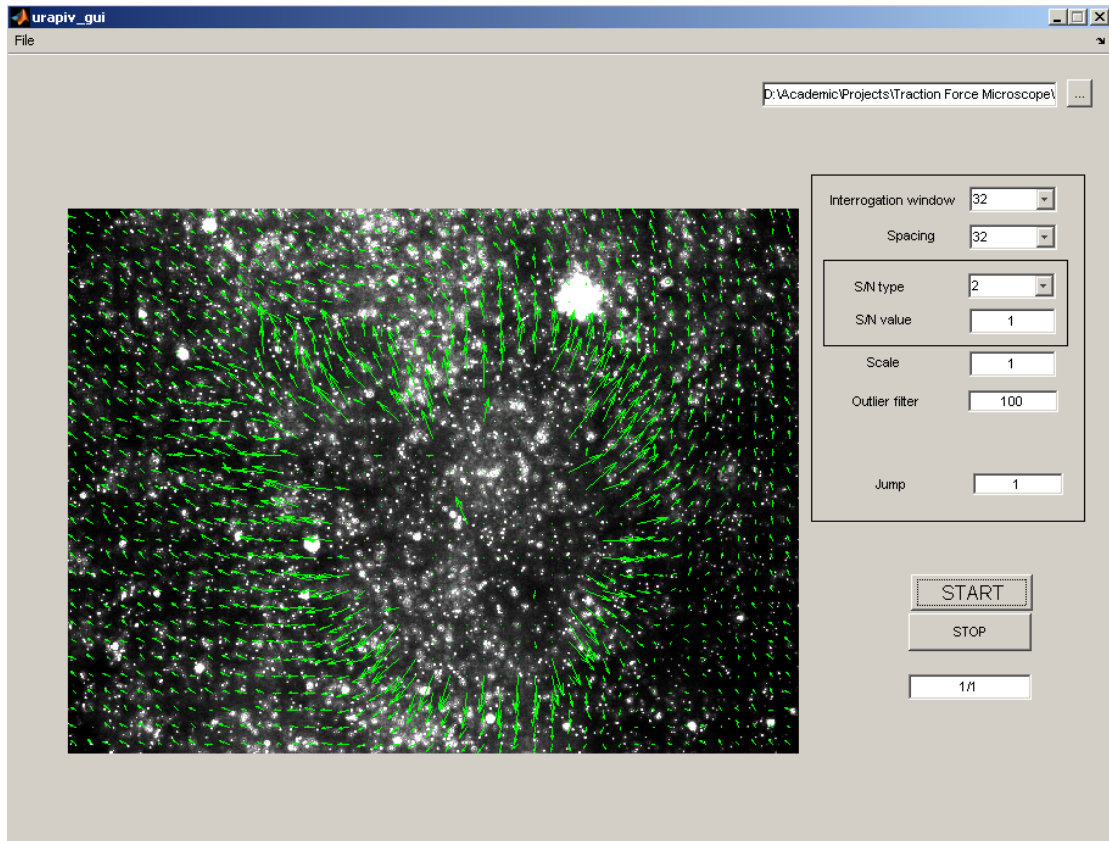 urapiv_gui
File
D:\Academic\Projects\Traction Force Microscope\
...
Interrogation window 32
Spacing 32
S/N type 2
S/N value 1
Scale 1
Outlier filter 100
Jump 1
START
STOP
1/1